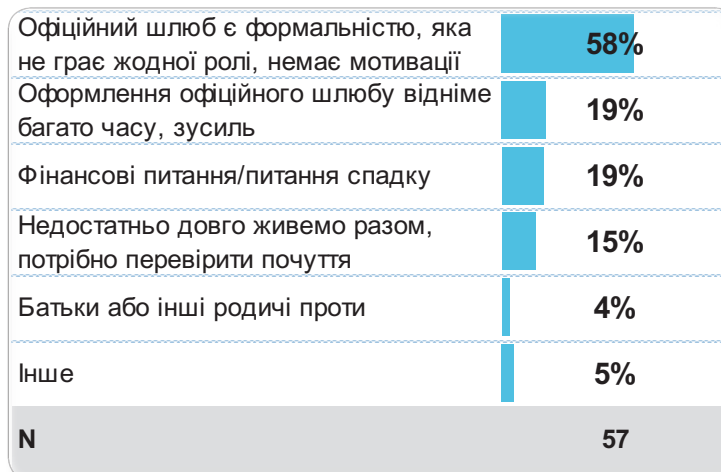 Офіційний шлюб є формальністю, яка
не грає жодної ролі, немає мотивації
58%
Оформлення офіційного шлюбу відніме
багато часу, зусиль
19%
Фінансові питання/питання спадку
19%
Недостатньо довго живемо разом,
потрібно перевірити почуття
15%
Батьки або інші родичі проти
4%
Інше
5%
N
57